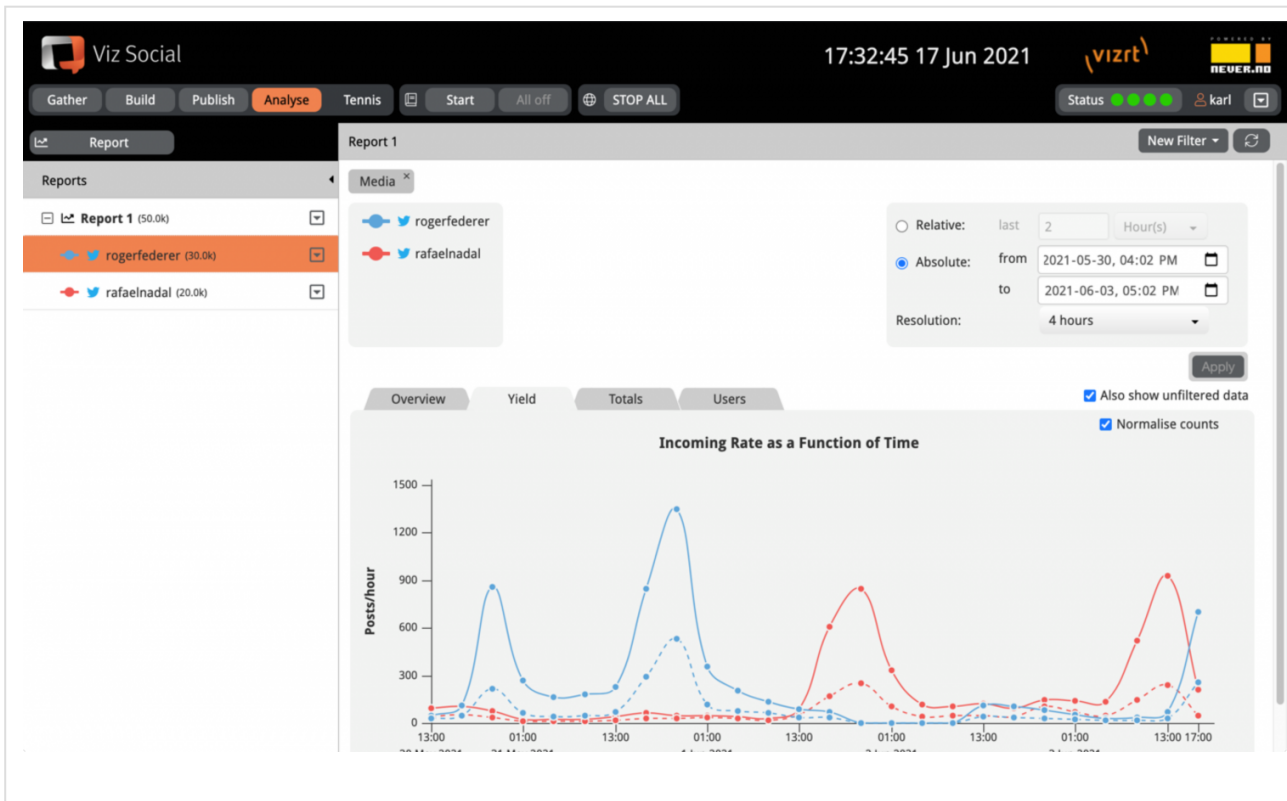 Viz Social
17:32:45 17 Jun 2021
vizrt
POWERED BY
never.no
Gather Build Publish Analyse Tennis Start All off STOP ALL
Status karl
Report
Report 1
New Filter
Reports
Media ×
Report 1 (50.0k)
rogerfederer (30.0k)
rafaelnadal (20.0k)
rogerfederer
rafaelnadal
Relative: last 2 Hour(s)
Absolute: from 2021-05-30, 04:02 PM
to 2021-06-03, 05:02 PM
Resolution: 4 hours
Apply
Overview Yield Totals Users
Also show unfiltered data
Normalise counts
Incoming Rate as a Function of Time
Posts/hour
1500
1200
900
600
300
0
13:00 01:00 13:00 01:00 13:00 01:00 13:00 01:00 13:00 17:00